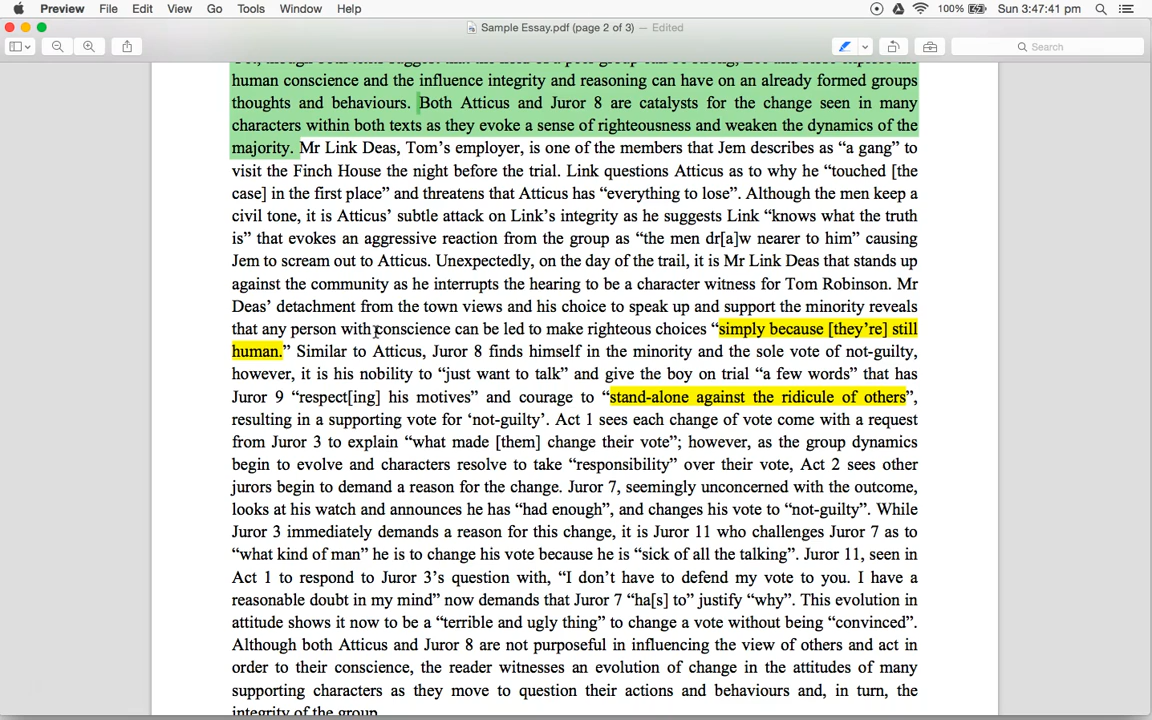 Preview File Edit View Go Tools Window Help 100% Sun 3:47:41 pm
Sample Essay.pdf (page 2 of 3) — Edited
Search
human conscience and the influence integrity and reasoning can have on an already formed groups
thoughts and behaviours. Both Atticus and Juror 8 are catalysts for the change seen in many
characters within both texts as they evoke a sense of righteousness and weaken the dynamics of the
majority. Mr Link Deas, Tom’s employer, is one of the members that Jem describes as “a gang” to
visit the Finch House the night before the trial. Link questions Atticus as to why he “touched [the
case] in the first place” and threatens that Atticus has “everything to lose”. Although the men keep a
civil tone, it is Atticus’ subtle attack on Link’s integrity as he suggests Link “knows what the truth
is” that evokes an aggressive reaction from the group as “the men dr[a]w nearer to him” causing
Jem to scream out to Atticus. Unexpectedly, on the day of the trail, it is Mr Link Deas that stands up
against the community as he interrupts the hearing to be a character witness for Tom Robinson. Mr
Deas’ detachment from the town views and his choice to speak up and support the minority reveals
that any person with conscience can be led to make righteous choices “simply because [they’re] still
human.” Similar to Atticus, Juror 8 finds himself in the minority and the sole vote of not-guilty,
however, it is his nobility to “just want to talk” and give the boy on trial “a few words” that has
Juror 9 “respect[ing] his motives” and courage to “stand-alone against the ridicule of others”,
resulting in a supporting vote for ‘not-guilty’. Act 1 sees each change of vote come with a request
from Juror 3 to explain “what made [them] change their vote”; however, as the group dynamics
begin to evolve and characters resolve to take “responsibility” over their vote, Act 2 sees other
jurors begin to demand a reason for the change. Juror 7, seemingly unconcerned with the outcome,
looks at his watch and announces he has “had enough”, and changes his vote to “not-guilty”. While
Juror 3 immediately demands a reason for this change, it is Juror 11 who challenges Juror 7 as to
“what kind of man” he is to change his vote because he is “sick of all the talking”. Juror 11, seen in
Act 1 to respond to Juror 3’s question with, “I don’t have to defend my vote to you. I have a
reasonable doubt in my mind” now demands that Juror 7 “ha[s] to” justify “why”. This evolution in
attitude shows it now to be a “terrible and ugly thing” to change a vote without being “convinced”.
Although both Atticus and Juror 8 are not purposeful in influencing the view of others and act in
order to their conscience, the reader witnesses an evolution of change in the attitudes of many
supporting characters as they move to question their actions and behaviours and, in turn, the
integrity of the group.